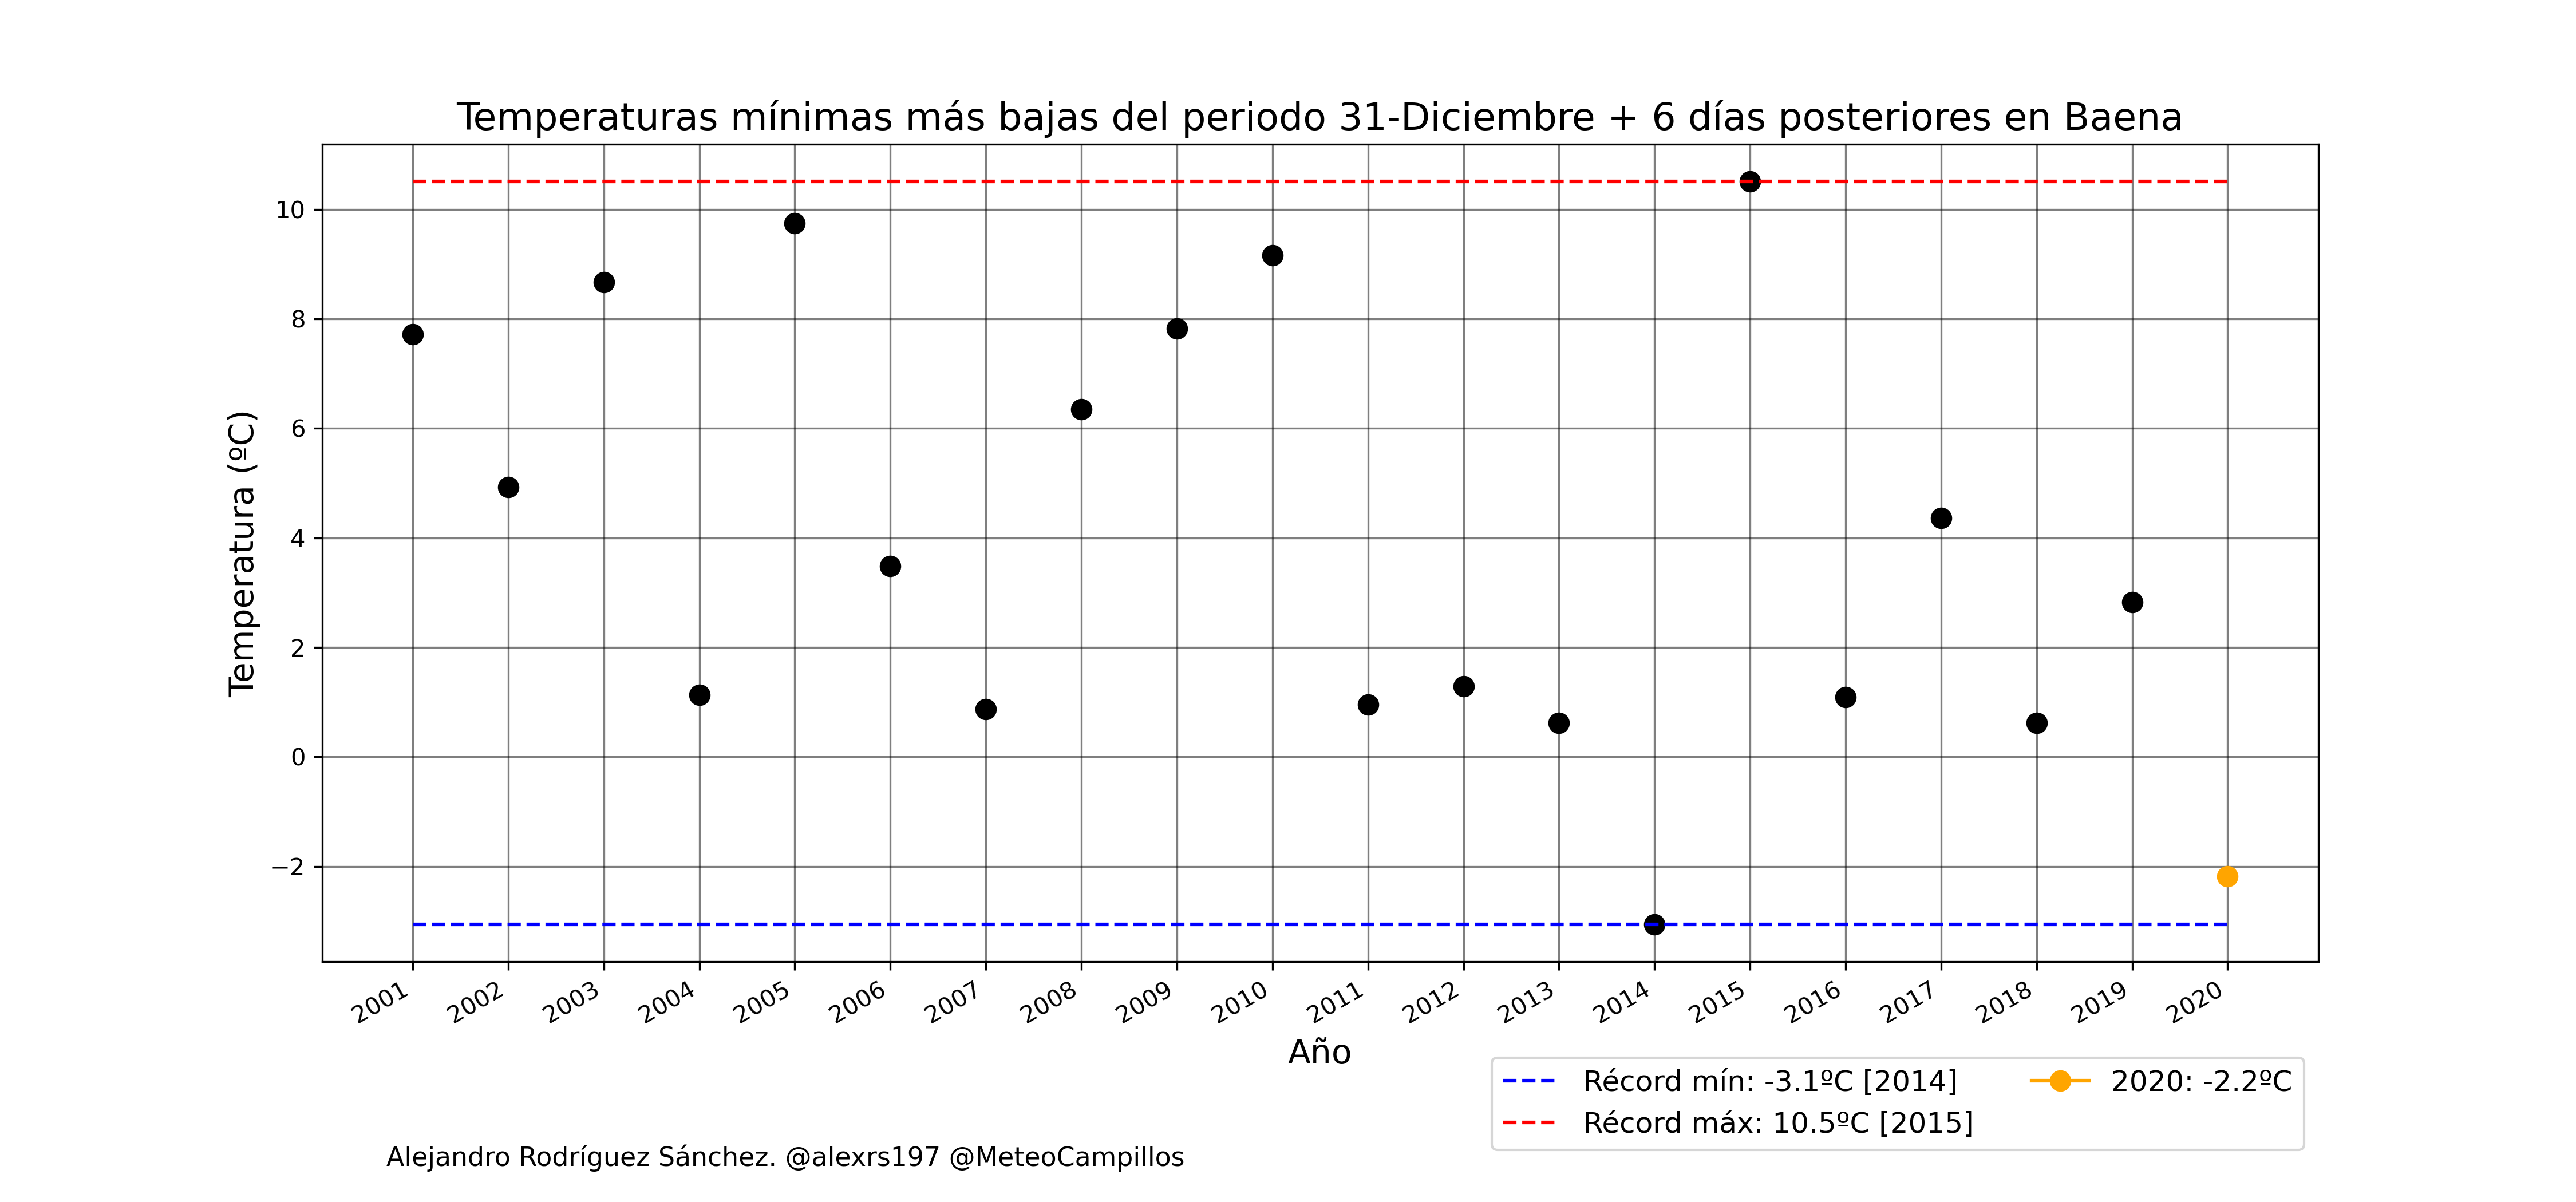 Temperaturas mínimas más bajas del periodo 31-Diciembre + 6 días posteriores en Baena
Temperatura (ºC)
10
8
6
4
2
0
−2
2001 2002 2003 2004 2005 2006 2007 2008 2009 2010 2011 2012 2013 2014 2015 2016 2017 2018 2019 2020
Año
Récord mín: -3.1ºC [2014]
Récord máx: 10.5ºC [2015]
2020: -2.2ºC
Alejandro Rodríguez Sánchez. @alexrs197 @MeteoCampillos